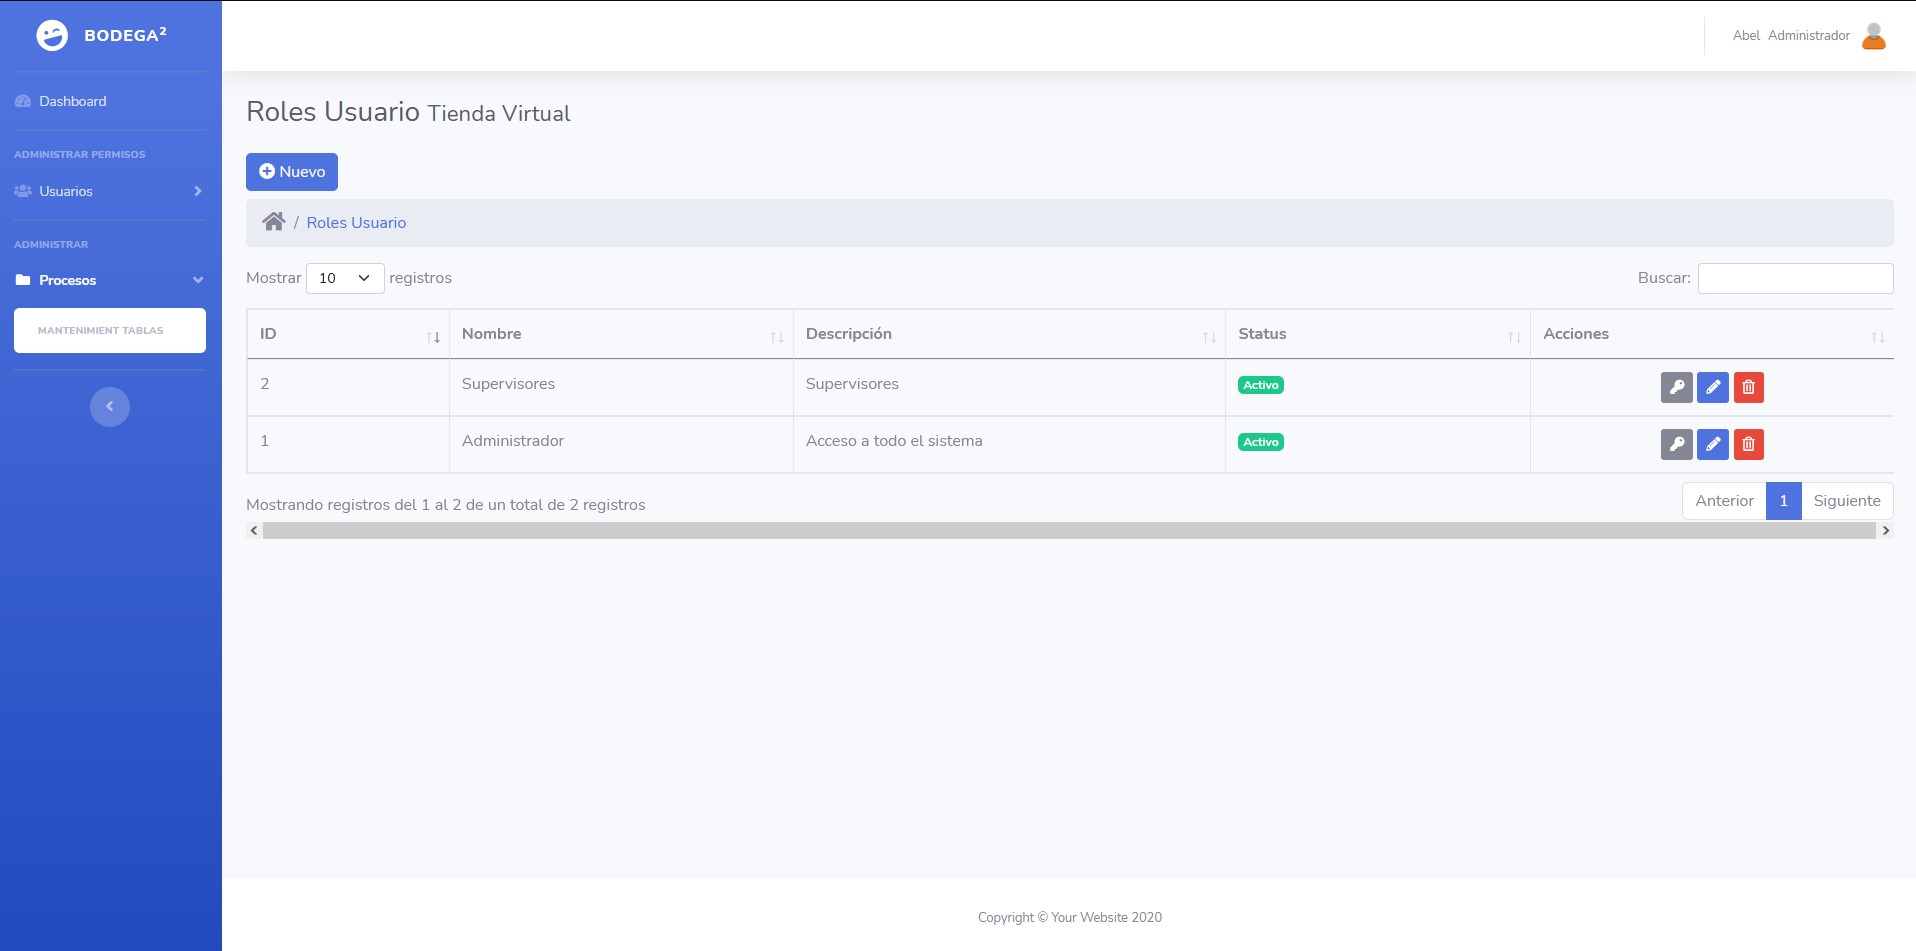 BODEGA²
Abel Administrador
Dashboard
ADMINISTRAR PERMISOS
Usuarios
ADMINISTRAR
Procesos
MANTENIMIENT TABLAS
Roles Usuario Tienda Virtual
Nuevo
/ Roles Usuario
Mostrar 10 registros
Buscar:
ID Nombre Descripción Status Acciones
2 Supervisores Supervisores Activo
1 Administrador Acceso a todo el sistema Activo
Mostrando registros del 1 al 2 de un total de 2 registros
Anterior 1 Siguiente
Copyright © Your Website 2020